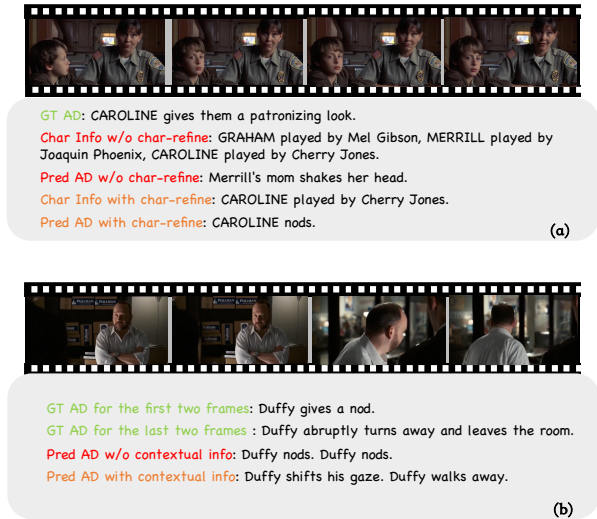 GT AD: CAROLINE gives them a patronizing look.
Char Info w/o char-refine: GRAHAM played by Mel Gibson, MERRILL played by
Joaquin Phoenix, CAROLINE played by Cherry Jones.
Pred AD w/o char-refine: Merrill's mom shakes her head.
Char Info with char-refine: CAROLINE played by Cherry Jones.
Pred AD with char-refine: CAROLINE nods.
(a)
GT AD for the first two frames: Duffy gives a nod.
GT AD for the last two frames : Duffy abruptly turns away and leaves the room.
Pred AD w/o contextual info: Duffy nods. Duffy nods.
Pred AD with contextual info: Duffy shifts his gaze. Duffy walks away.
(b)